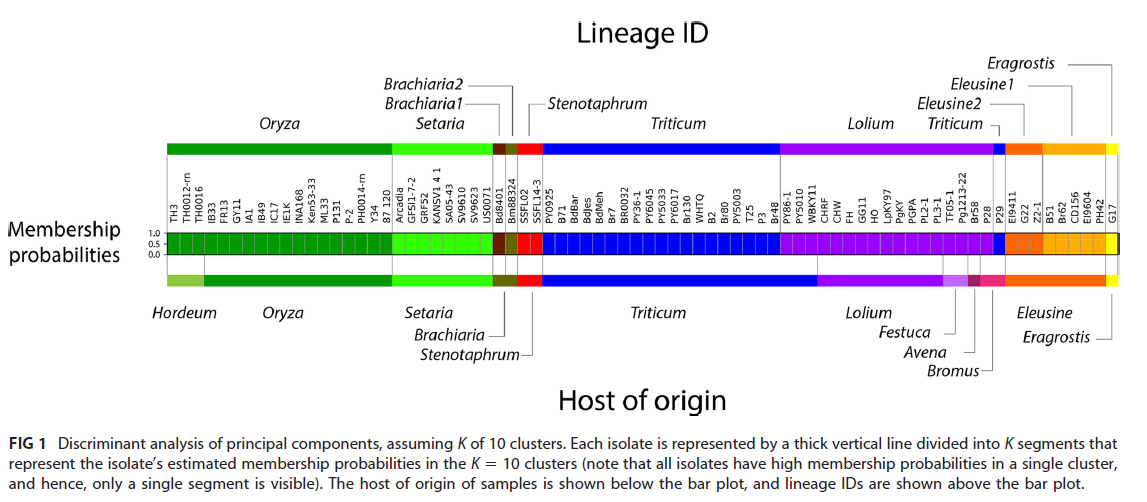 Lineage ID
Eragrostis
Brachiaria2
Eleusine1
Brachiaria1
Stenotaphrum
Eleusine2
Oryza
Setaria
Triticum
Lolium
Triticum
TH3
TH0012-rn
TH0016
IB33
FR13
GY11
IA1
IB49
IC17
IE1K
INA168
Ken53-33
ML33
P131
P-2
PH0014-rn
Y34
87 120
Arcadia
GFSI1-7-2
GRF52
KANSV1 4 1
SA05-43
SV9610
SV9623
US0071
Bd8401
Bm88324
SSFL02
SSFL14-3
PY0925
B71
BdBar
BdJes
BdMeh
Br7
BR0032
PY36-1
PY6045
PY5033
PY6017
Br130
WHTQ
B2
Br80
PY5003
T25
P3
Br48
PY86-1
PY5010
WBKY11
CHRF
CHW
FH
GG11
HO
LpKY97
PgKY
PGPA
PL2-1
PL3-1
TF05-1
Pg1213-22
Br58
P28
P29
EI9411
G22
Z2-1
B51
Br62
CD156
EI9604
PH42
G17
Membership
probabilities
1.0
0.5
0.0
Hordeum
Oryza
Setaria
Triticum
Lolium
Eleusine
Brachiaria
Festuca
Eragrostis
Stenotaphrum
Avena
Bromus
Host of origin
FIG 1 Discriminant analysis of principal components, assuming K of 10 clusters. Each isolate is represented by a thick vertical line divided into K segments that
represent the isolate's estimated membership probabilities in the K = 10 clusters (note that all isolates have high membership probabilities in a single cluster,
and hence, only a single segment is visible). The host of origin of samples is shown below the bar plot, and lineage IDs are shown above the bar plot.